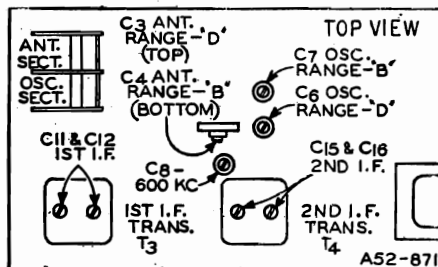 TOP VIEW
ANT.
SECT.
OSC.
SECT.
C3 ANT.
RANGE-"D"
(TOP)
C4 ANT.
RANGE-"B"
(BOTTOM)
C7 OSC.
RANGE-"B"
C6 OSC.
RANGE-"D"
C11 & C12
1ST I.F.
C8-
600 KC
C15 & C16
2ND I.F.
1ST I.F.
TRANS.
T3
2ND I.F.
TRANS.
T4
A52-871